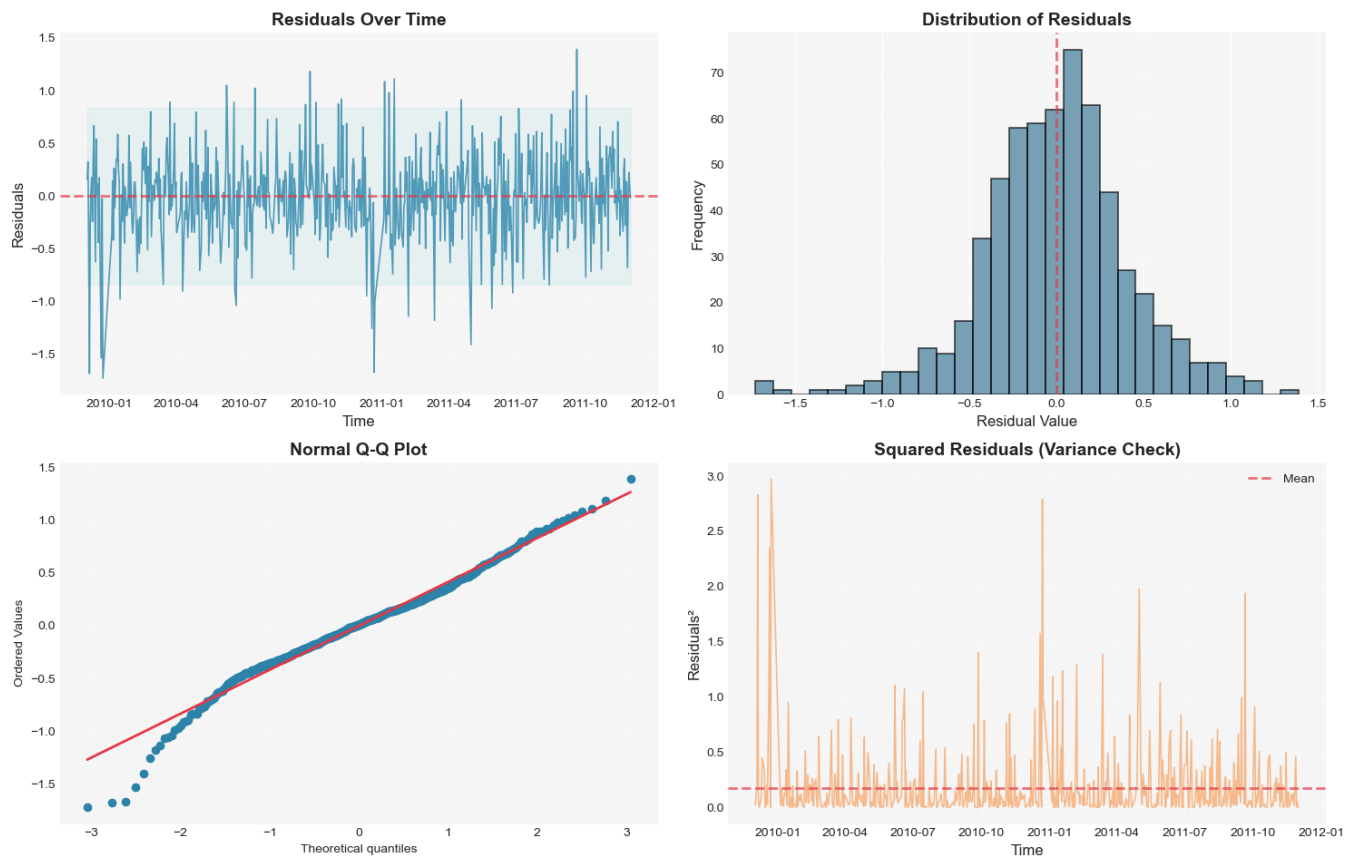 Residuals Over Time
1.5
1.0
0.5
0.0
−0.5
−1.0
−1.5
Residuals
2010-01 2010-04 2010-07 2010-10 2011-01 2011-04 2011-07 2011-10 2012-01
Time
Distribution of Residuals
70
60
50
40
30
20
10
0
Frequency
−1.5 −1.0 −0.5 0.0 0.5 1.0 1.5
Residual Value
Normal Q-Q Plot
1.5
1.0
0.5
0.0
−0.5
−1.0
−1.5
Ordered Values
−3 −2 −1 0 1 2 3
Theoretical quantiles
Squared Residuals (Variance Check)
Mean
3.0
2.5
2.0
1.5
1.0
0.5
0.0
Residuals²
2010-01 2010-04 2010-07 2010-10 2011-01 2011-04 2011-07 2011-10 2012-01
Time